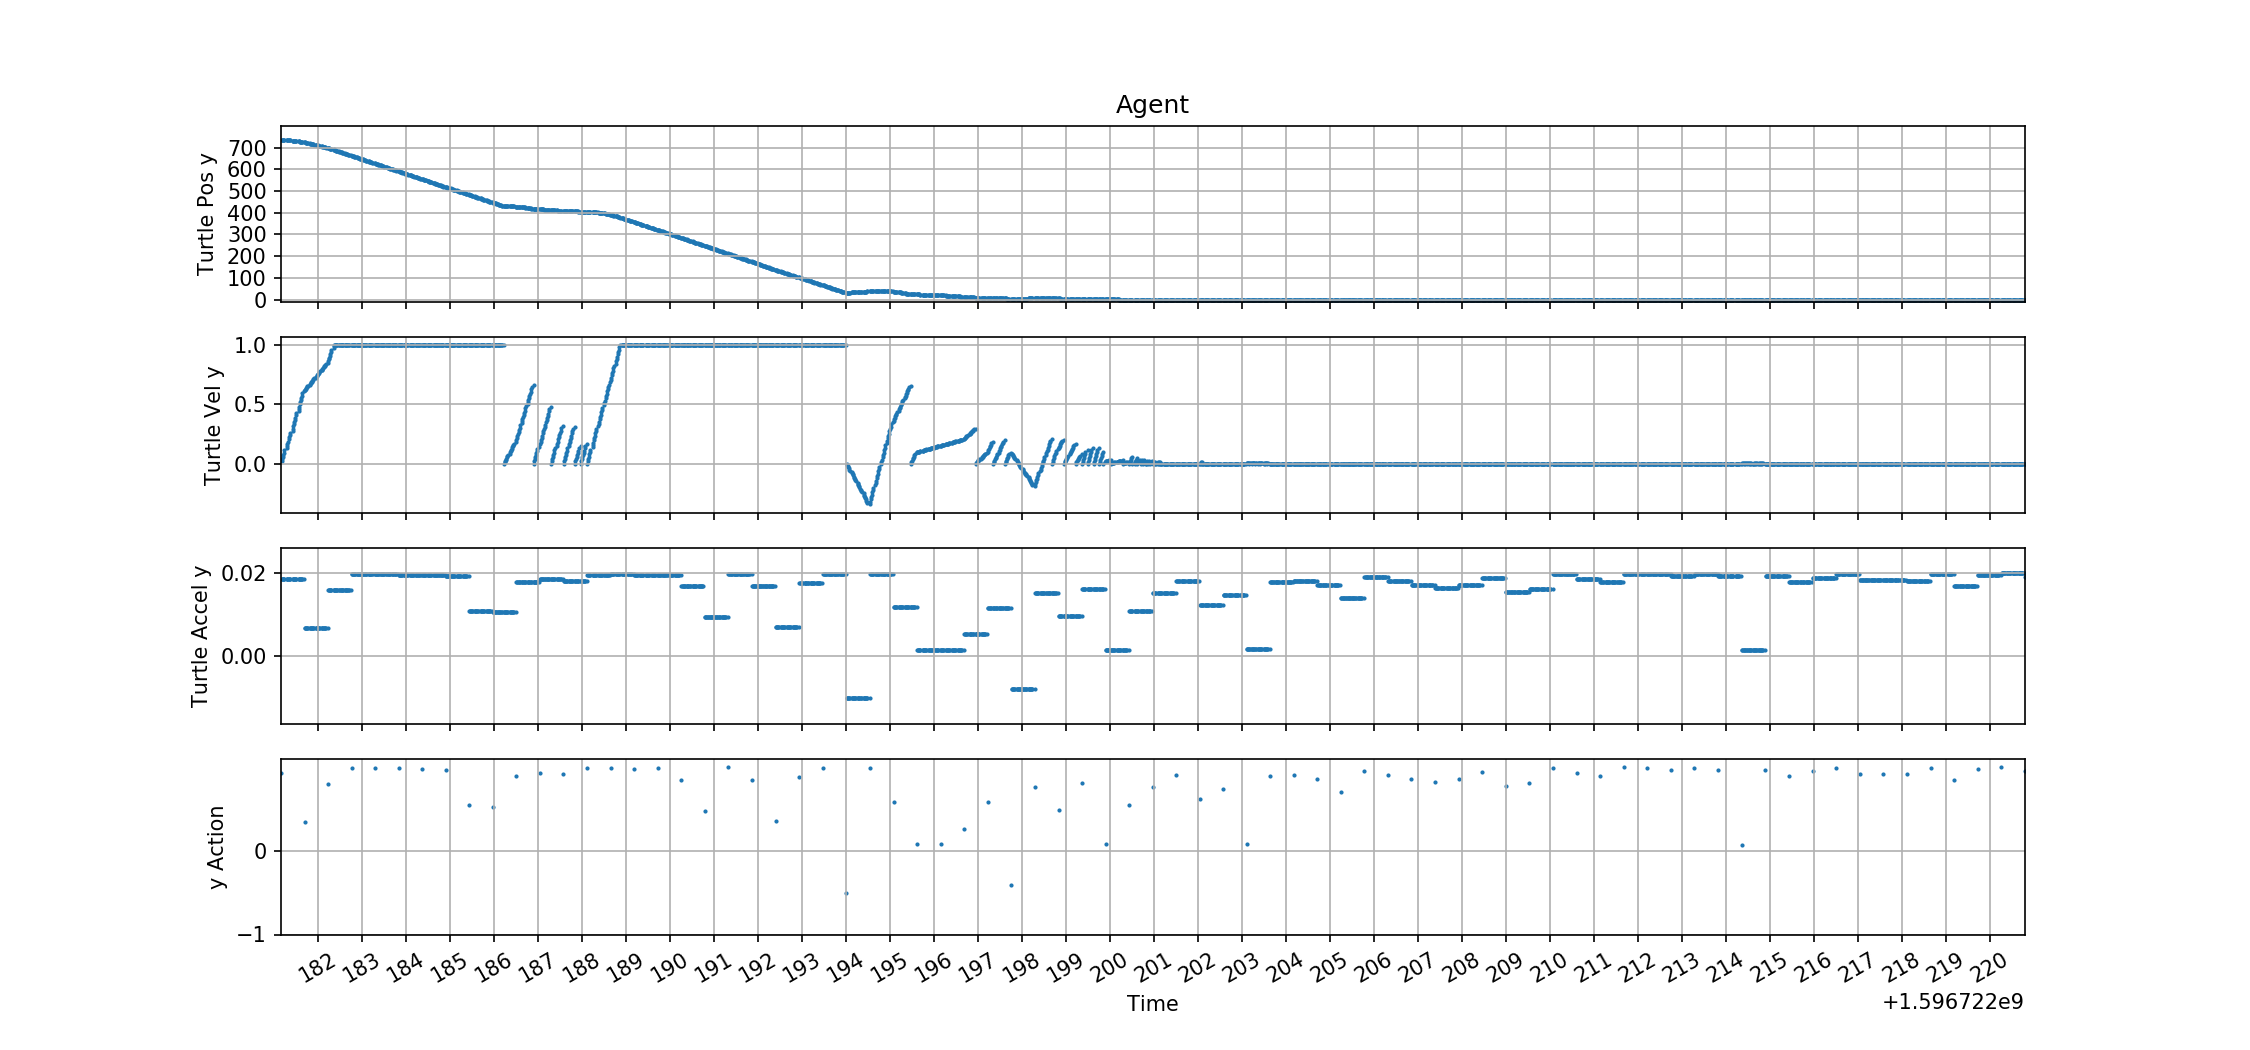 Agent
Turtle Pos y
700
600
500
400
300
200
100
0
Turtle Vel y
1.0
0.5
0.0
Turtle Accel y
0.02
0.00
y Action
0
−1
182 183 184 185 186 187 188 189 190 191 192 193 194 195 196 197 198 199 200 201 202 203 204 205 206 207 208 209 210 211 212 213 214 215 216 217 218 219 220
Time
+1.596722e9